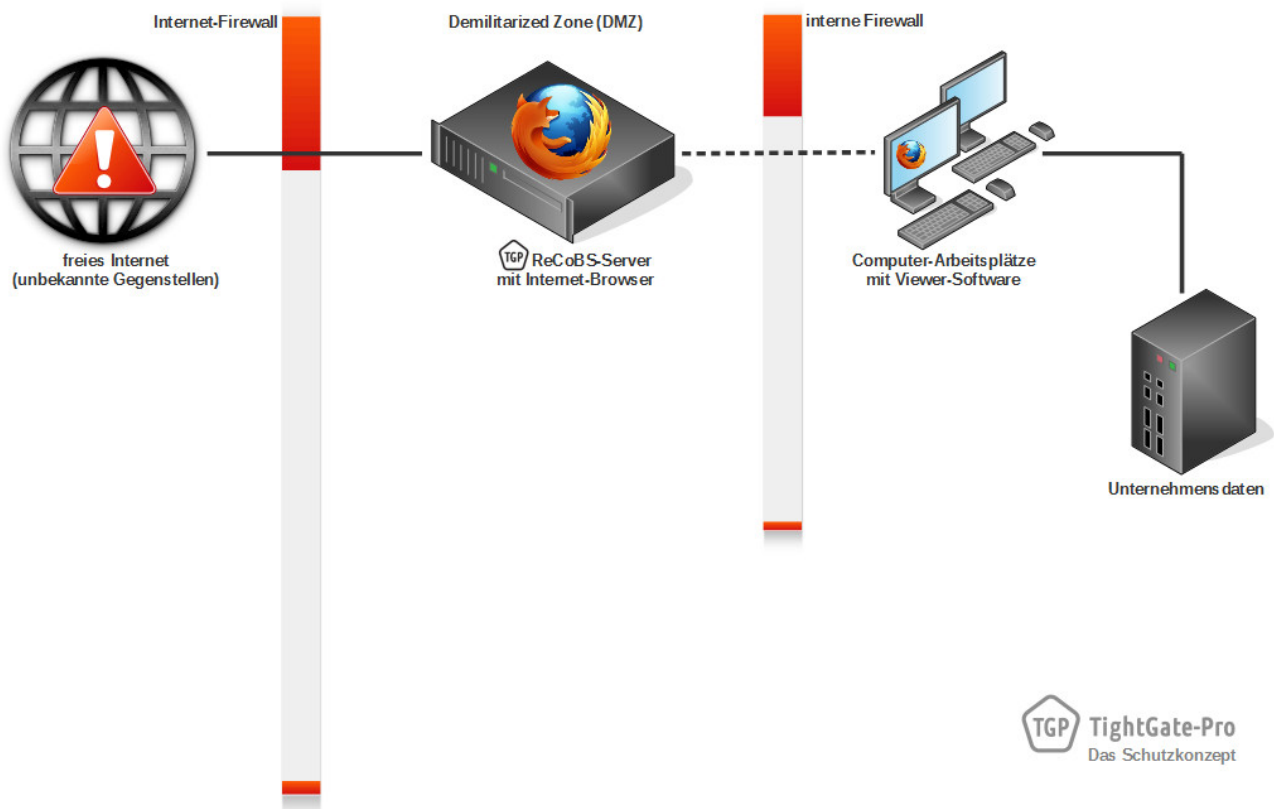 Internet-Firewall
Demilitarized Zone (DMZ)
interne Firewall
freies Internet
(unbekannte Gegenstellen)
TGP ReCoBS-Server
mit Internet-Browser
Computer-Arbeitsplätze
mit Viewer-Software
Unternehmensdaten
TGP TightGate-Pro
Das Schutzkonzept